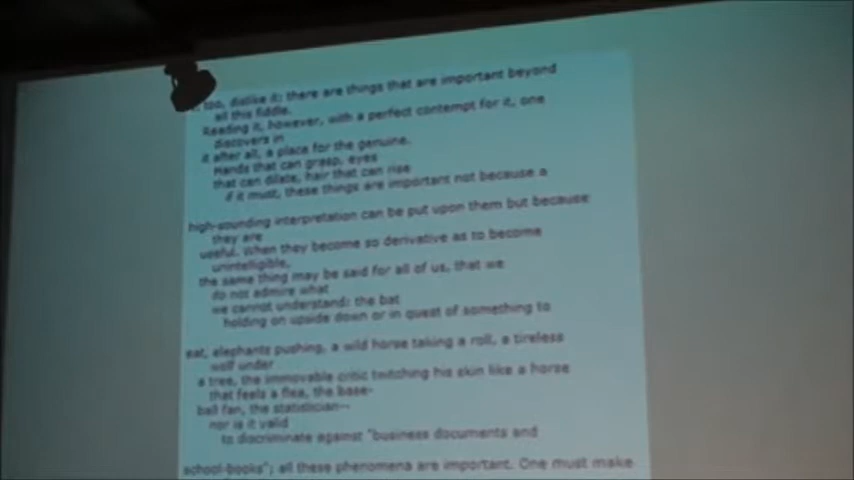 too, dislike it: there are things that are important beyond
all this fiddle.
Reading it, however, with a perfect contempt for it, one
discovers in
it after all, a place for the genuine.
Hands that can grasp, eyes
that can dilate, hair that can rise
if it must, these things are important not because a
high-sounding interpretation can be put upon them but because
they are
useful. When they become so derivative as to become
unintelligible,
the same thing may be said for all of us, that we
do not admire what
we cannot understand: the bat
holding on upside down or in quest of something to
eat, elephants pushing, a wild horse taking a roll, a tireless
wolf under
a tree, the immovable critic twitching his skin like a horse
that feels a flea, the base-
ball fan, the statistician--
nor is it valid
to discriminate against "business documents and
school-books"; all these phenomena are important. One must make